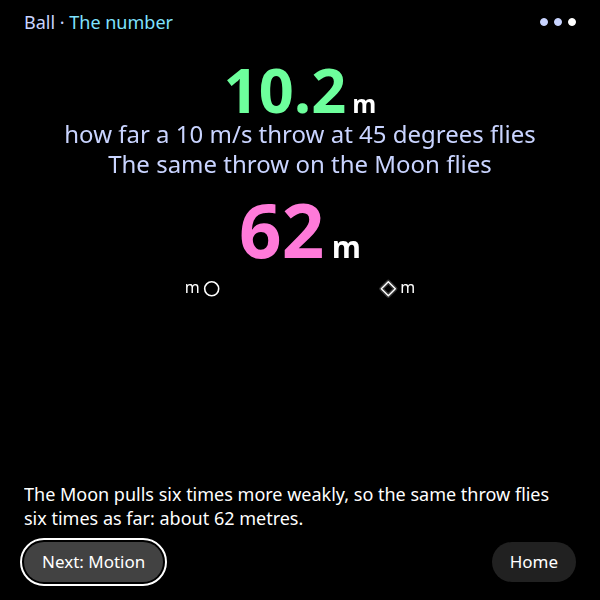 Ball · The number
10.2 m
how far a 10 m/s throw at 45 degrees flies
The same throw on the Moon flies
62 m
m
m
The Moon pulls six times more weakly, so the same throw flies
six times as far: about 62 metres.
Next: Motion
Home